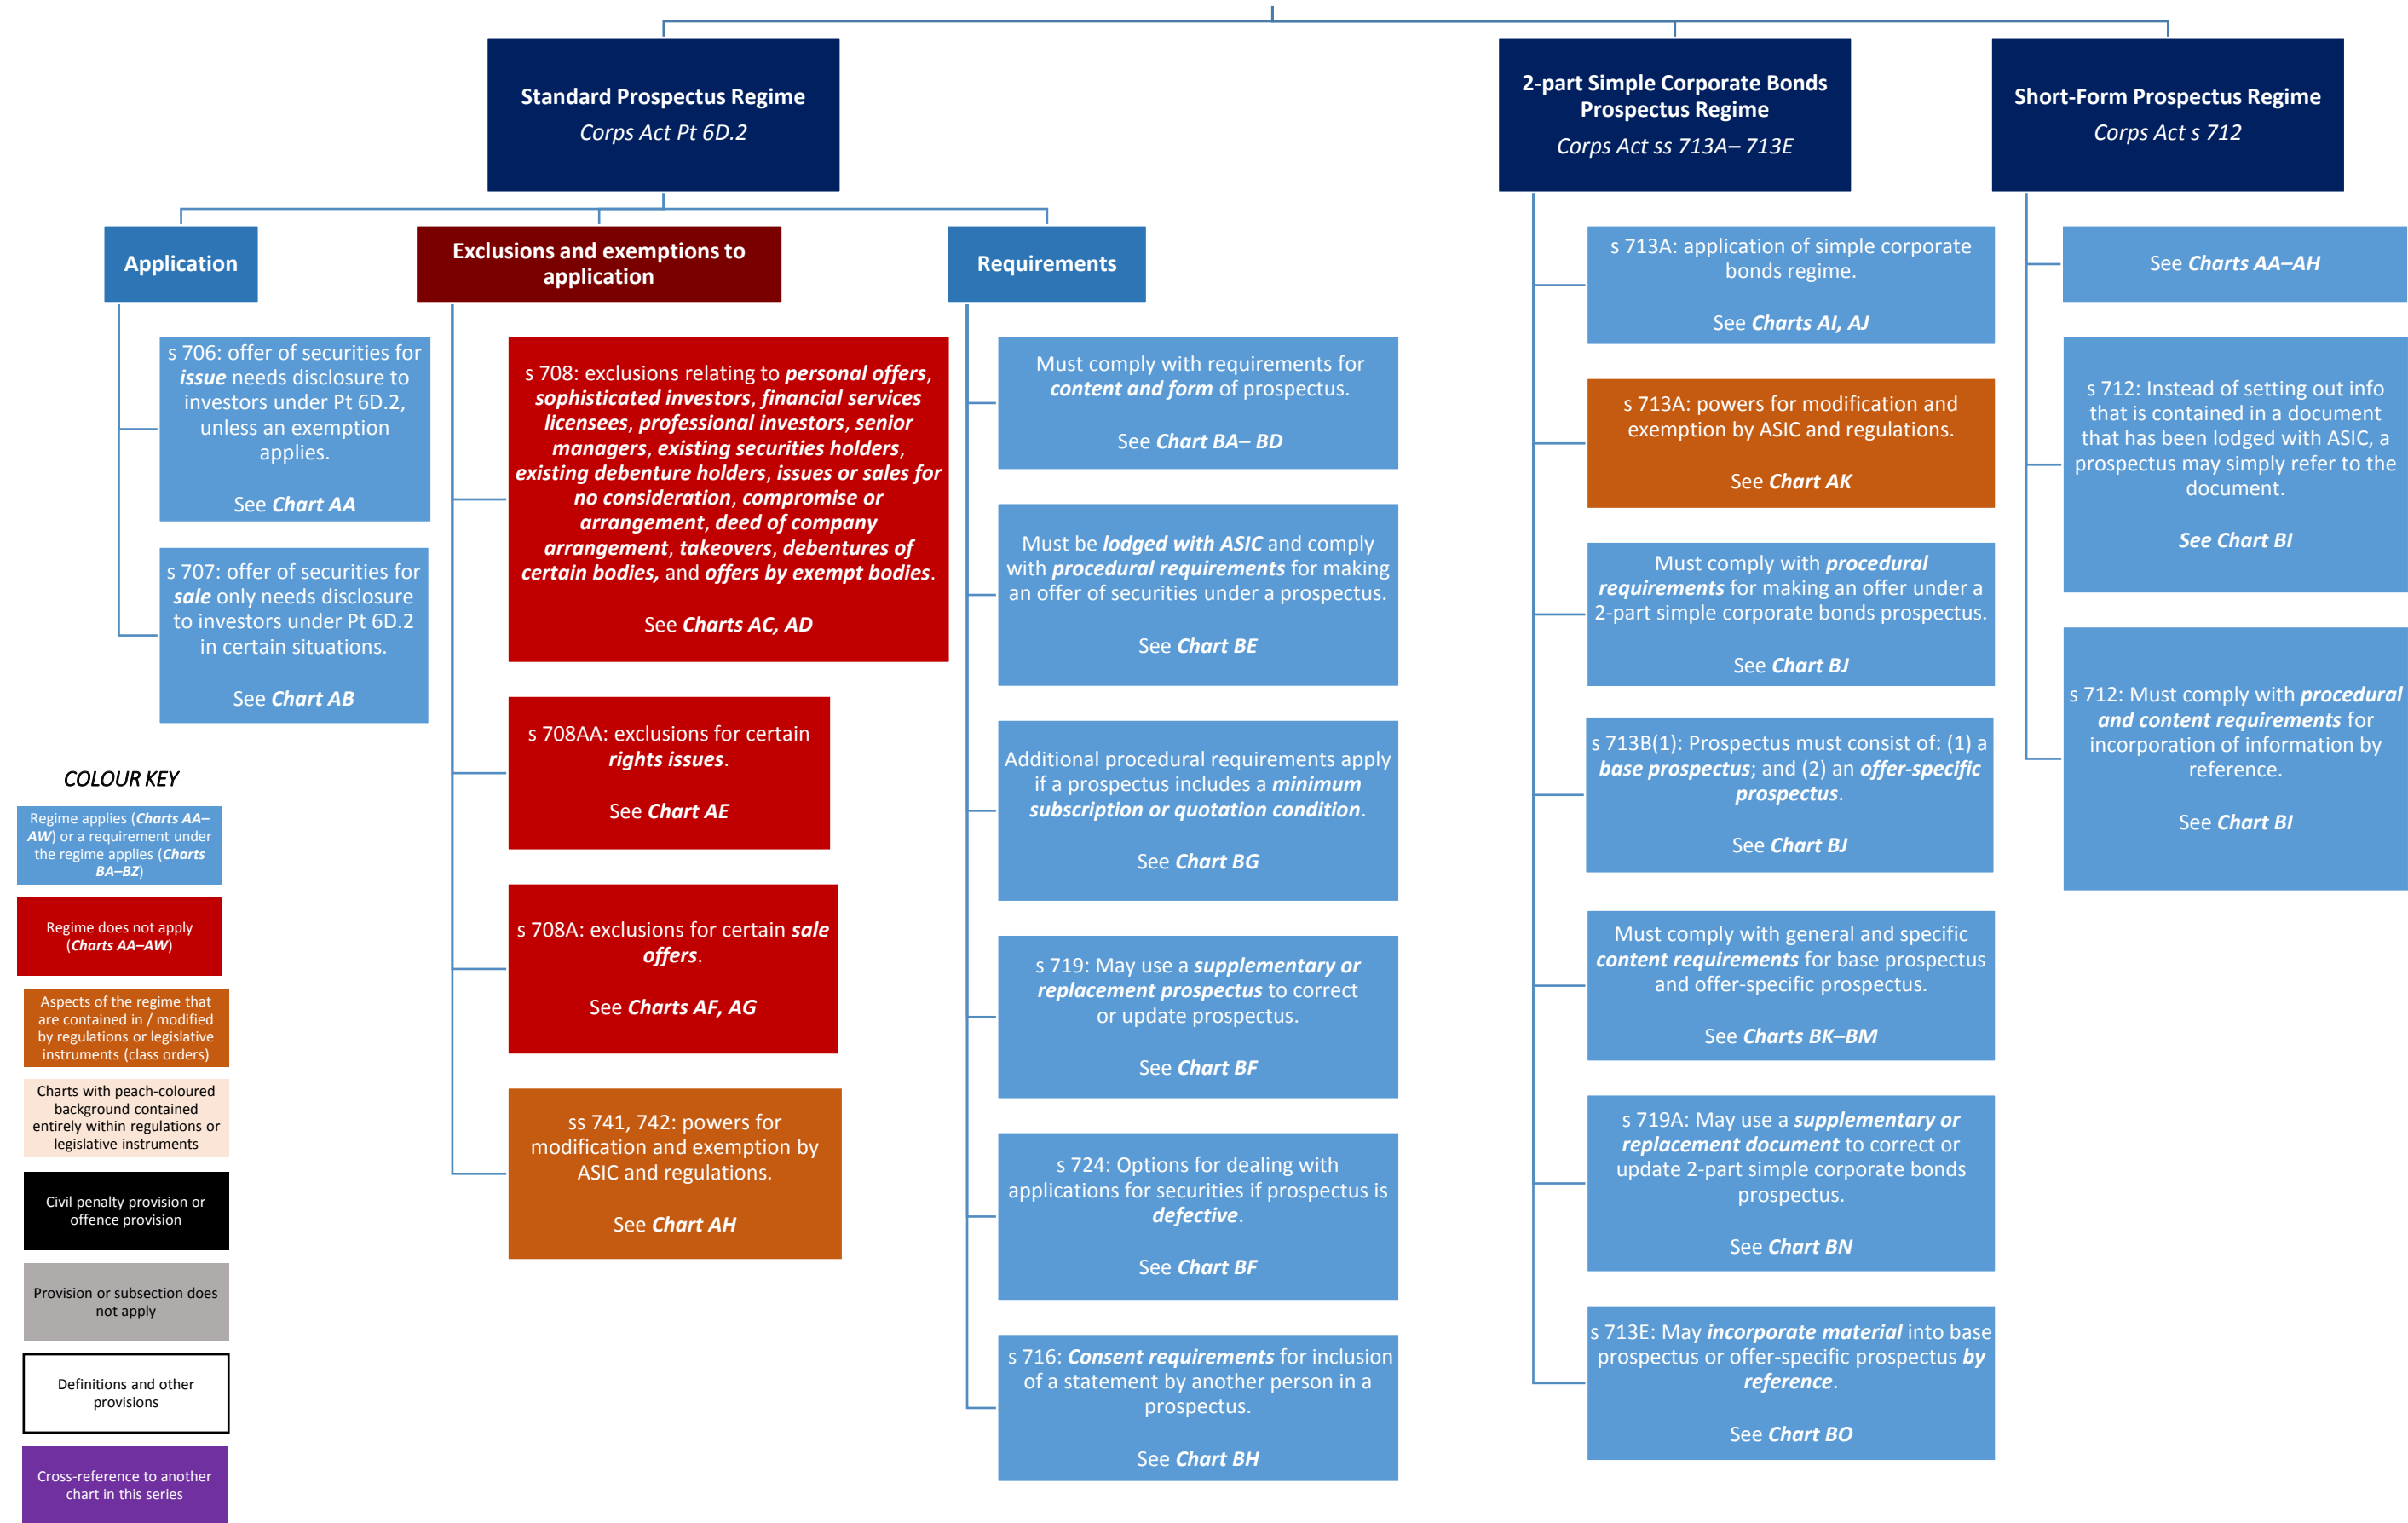 Standard Prospectus Regime
Corps Act Pt 6D.2
2-part Simple Corporate Bonds
Prospectus Regime
Corps Act ss 713A– 713E
Short-Form Prospectus Regime
Corps Act s 712
Application
s 706: offer of securities for
issue needs disclosure to
investors under Pt 6D.2,
unless an exemption
applies.
See Chart AA
s 707: offer of securities for
sale only needs disclosure
to investors under Pt 6D.2
in certain situations.
See Chart AB
Exclusions and exemptions to
application
s 708: exclusions relating to personal offers,
sophisticated investors, financial services
licensees, professional investors, senior
managers, existing securities holders,
existing debenture holders, issues or sales for
no consideration, compromise or
arrangement, deed of company
arrangement, takeovers, debentures of
certain bodies, and offers by exempt bodies.
See Charts AC, AD
s 708AA: exclusions for certain
rights issues.
See Chart AE
s 708A: exclusions for certain sale
offers.
See Charts AF, AG
ss 741, 742: powers for
modification and exemption by
ASIC and regulations.
See Chart AH
Requirements
Must comply with requirements for
content and form of prospectus.
See Chart BA– BD
Must be lodged with ASIC and comply
with procedural requirements for making
an offer of securities under a prospectus.
See Chart BE
Additional procedural requirements apply
if a prospectus includes a minimum
subscription or quotation condition.
See Chart BG
s 719: May use a supplementary or
replacement prospectus to correct
or update prospectus.
See Chart BF
s 724: Options for dealing with
applications for securities if prospectus is
defective.
See Chart BF
s 716: Consent requirements for inclusion
of a statement by another person in a
prospectus.
See Chart BH
s 713A: application of simple corporate
bonds regime.
See Charts AI, AJ
s 713A: powers for modification and
exemption by ASIC and regulations.
See Chart AK
Must comply with procedural
requirements for making an offer under a
2-part simple corporate bonds prospectus.
See Chart BJ
s 713B(1): Prospectus must consist of: (1) a
base prospectus; and (2) an offer-specific
prospectus.
See Chart BJ
Must comply with general and specific
content requirements for base prospectus
and offer-specific prospectus.
See Charts BK–BM
s 719A: May use a supplementary or
replacement document to correct or
update 2-part simple corporate bonds
prospectus.
See Chart BN
s 713E: May incorporate material into base
prospectus or offer-specific prospectus by
reference.
See Chart BO
See Charts AA–AH
s 712: Instead of setting out info
that is contained in a document
that has been lodged with ASIC, a
prospectus may simply refer to the
document.
See Chart BI
s 712: Must comply with procedural
and content requirements for
incorporation of information by
reference.
See Chart BI
COLOUR KEY
Regime applies (Charts AA–
AW) or a requirement under
the regime applies (Charts
BA–BZ)
Regime does not apply
(Charts AA–AW)
Aspects of the regime that
are contained in / modified
by regulations or legislative
instruments (class orders)
Charts with peach-coloured
background contained
entirely within regulations or
legislative instruments
Civil penalty provision or
offence provision
Provision or subsection does
not apply
Definitions and other
provisions
Cross-reference to another
chart in this series